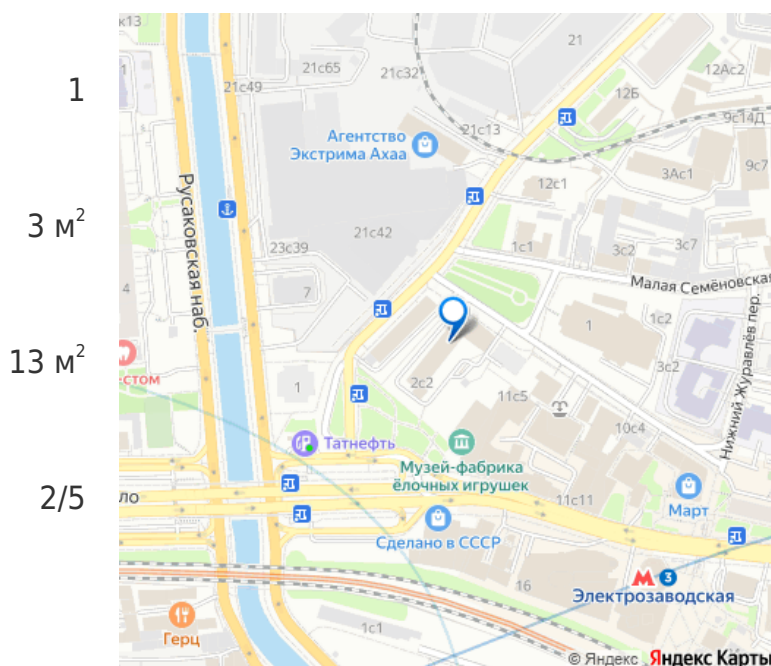 1
3 м²
13 м²
2/5
к13
21с49
21с65
21с32
21
12Ас2
12Б
9с14Д
21с13
Агентство
Экстрима Ахаа
3Ас1
9с7
12с1
Русаковская наб.
21с42
23с39
1с1
3с2
3с7
7
4
Малая Семёновская
1с2
1
3с2
Нижний Журавлёв пер.
естом
1
2с2
11с5
10с4
Татнефть
Музей-фабрика
ёлочных игрушек
11с11
Март
ло
Сделано в СССР
16
3
Электрозаводская
Герц
1с1
© Яндекс Яндекс Карты